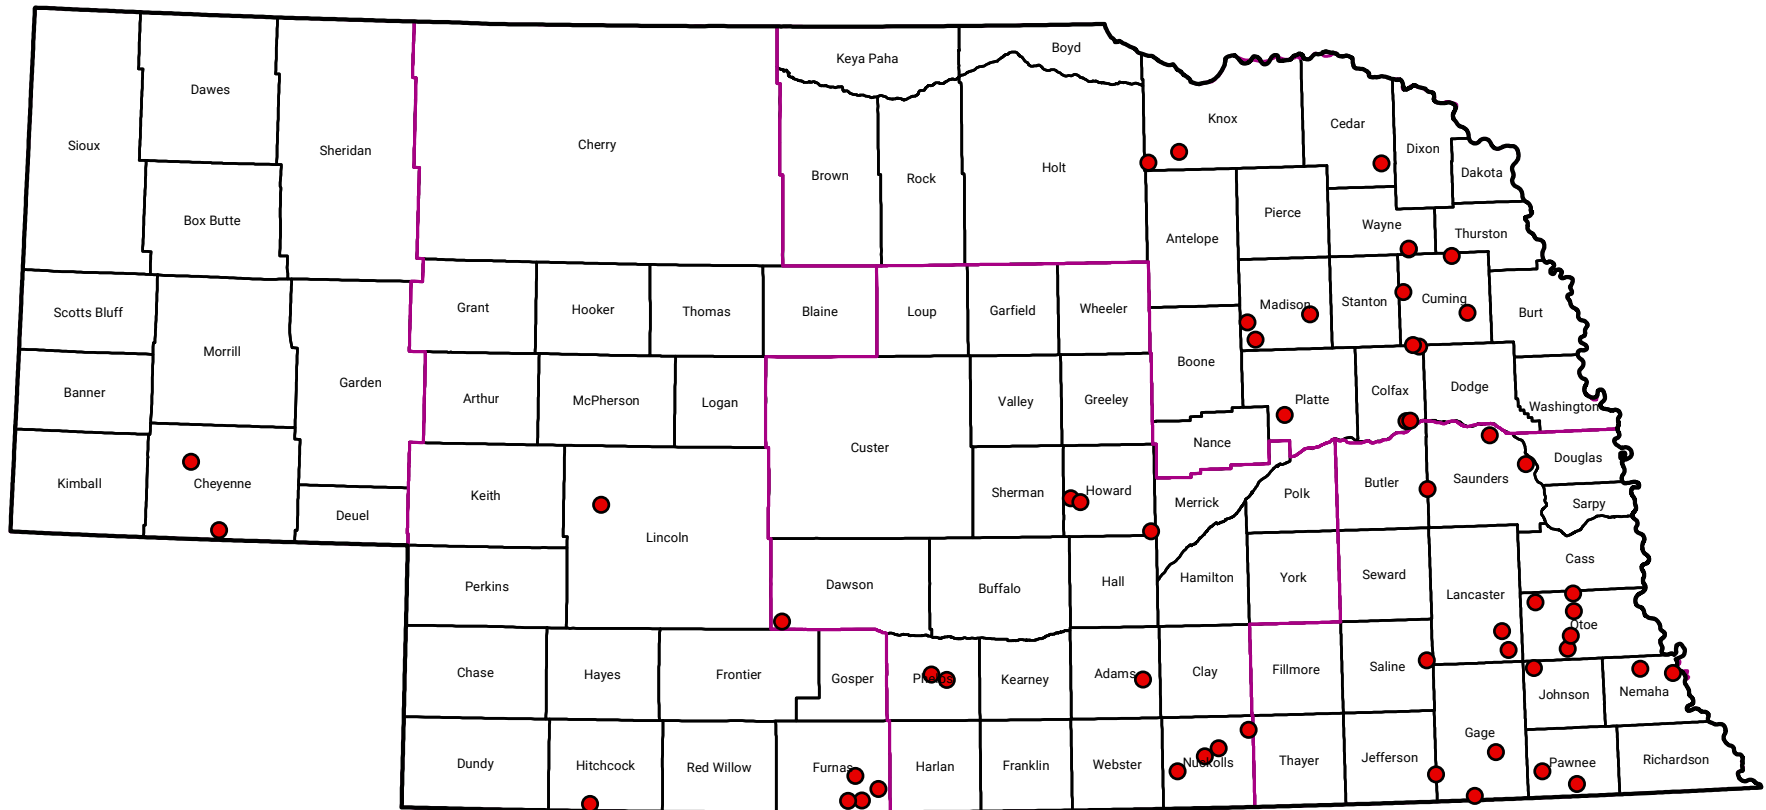 Keya Paha
Boyd
Dawes
Sioux
Sheridan
Cherry
Brown
Rock
Holt
Knox
Cedar
Dixon
Dakota
Box Butte
Antelope
Pierce
Wayne
Thurston
Scotts Bluff
Morrill
Grant
Hooker
Thomas
Blaine
Loup
Garfield
Wheeler
Madison
Stanton
Cuming
Burt
Banner
Garden
Arthur
McPherson
Logan
Valley
Greeley
Boone
Platte
Colfax
Dodge
Washington
Custer
Nance
Kimball
Cheyenne
Deuel
Keith
Lincoln
Sherman
Howard
Merrick
Polk
Butler
Saunders
Douglas
Sarpy
Perkins
Dawson
Buffalo
Hall
Hamilton
York
Seward
Lancaster
Cass
Otoe
Chase
Hayes
Frontier
Gosper
Phelps
Kearney
Adams
Clay
Fillmore
Saline
Johnson
Nemaha
Dundy
Hitchcock
Red Willow
Furnas
Harlan
Franklin
Webster
Nuckolls
Thayer
Jefferson
Gage
Pawnee
Richardson